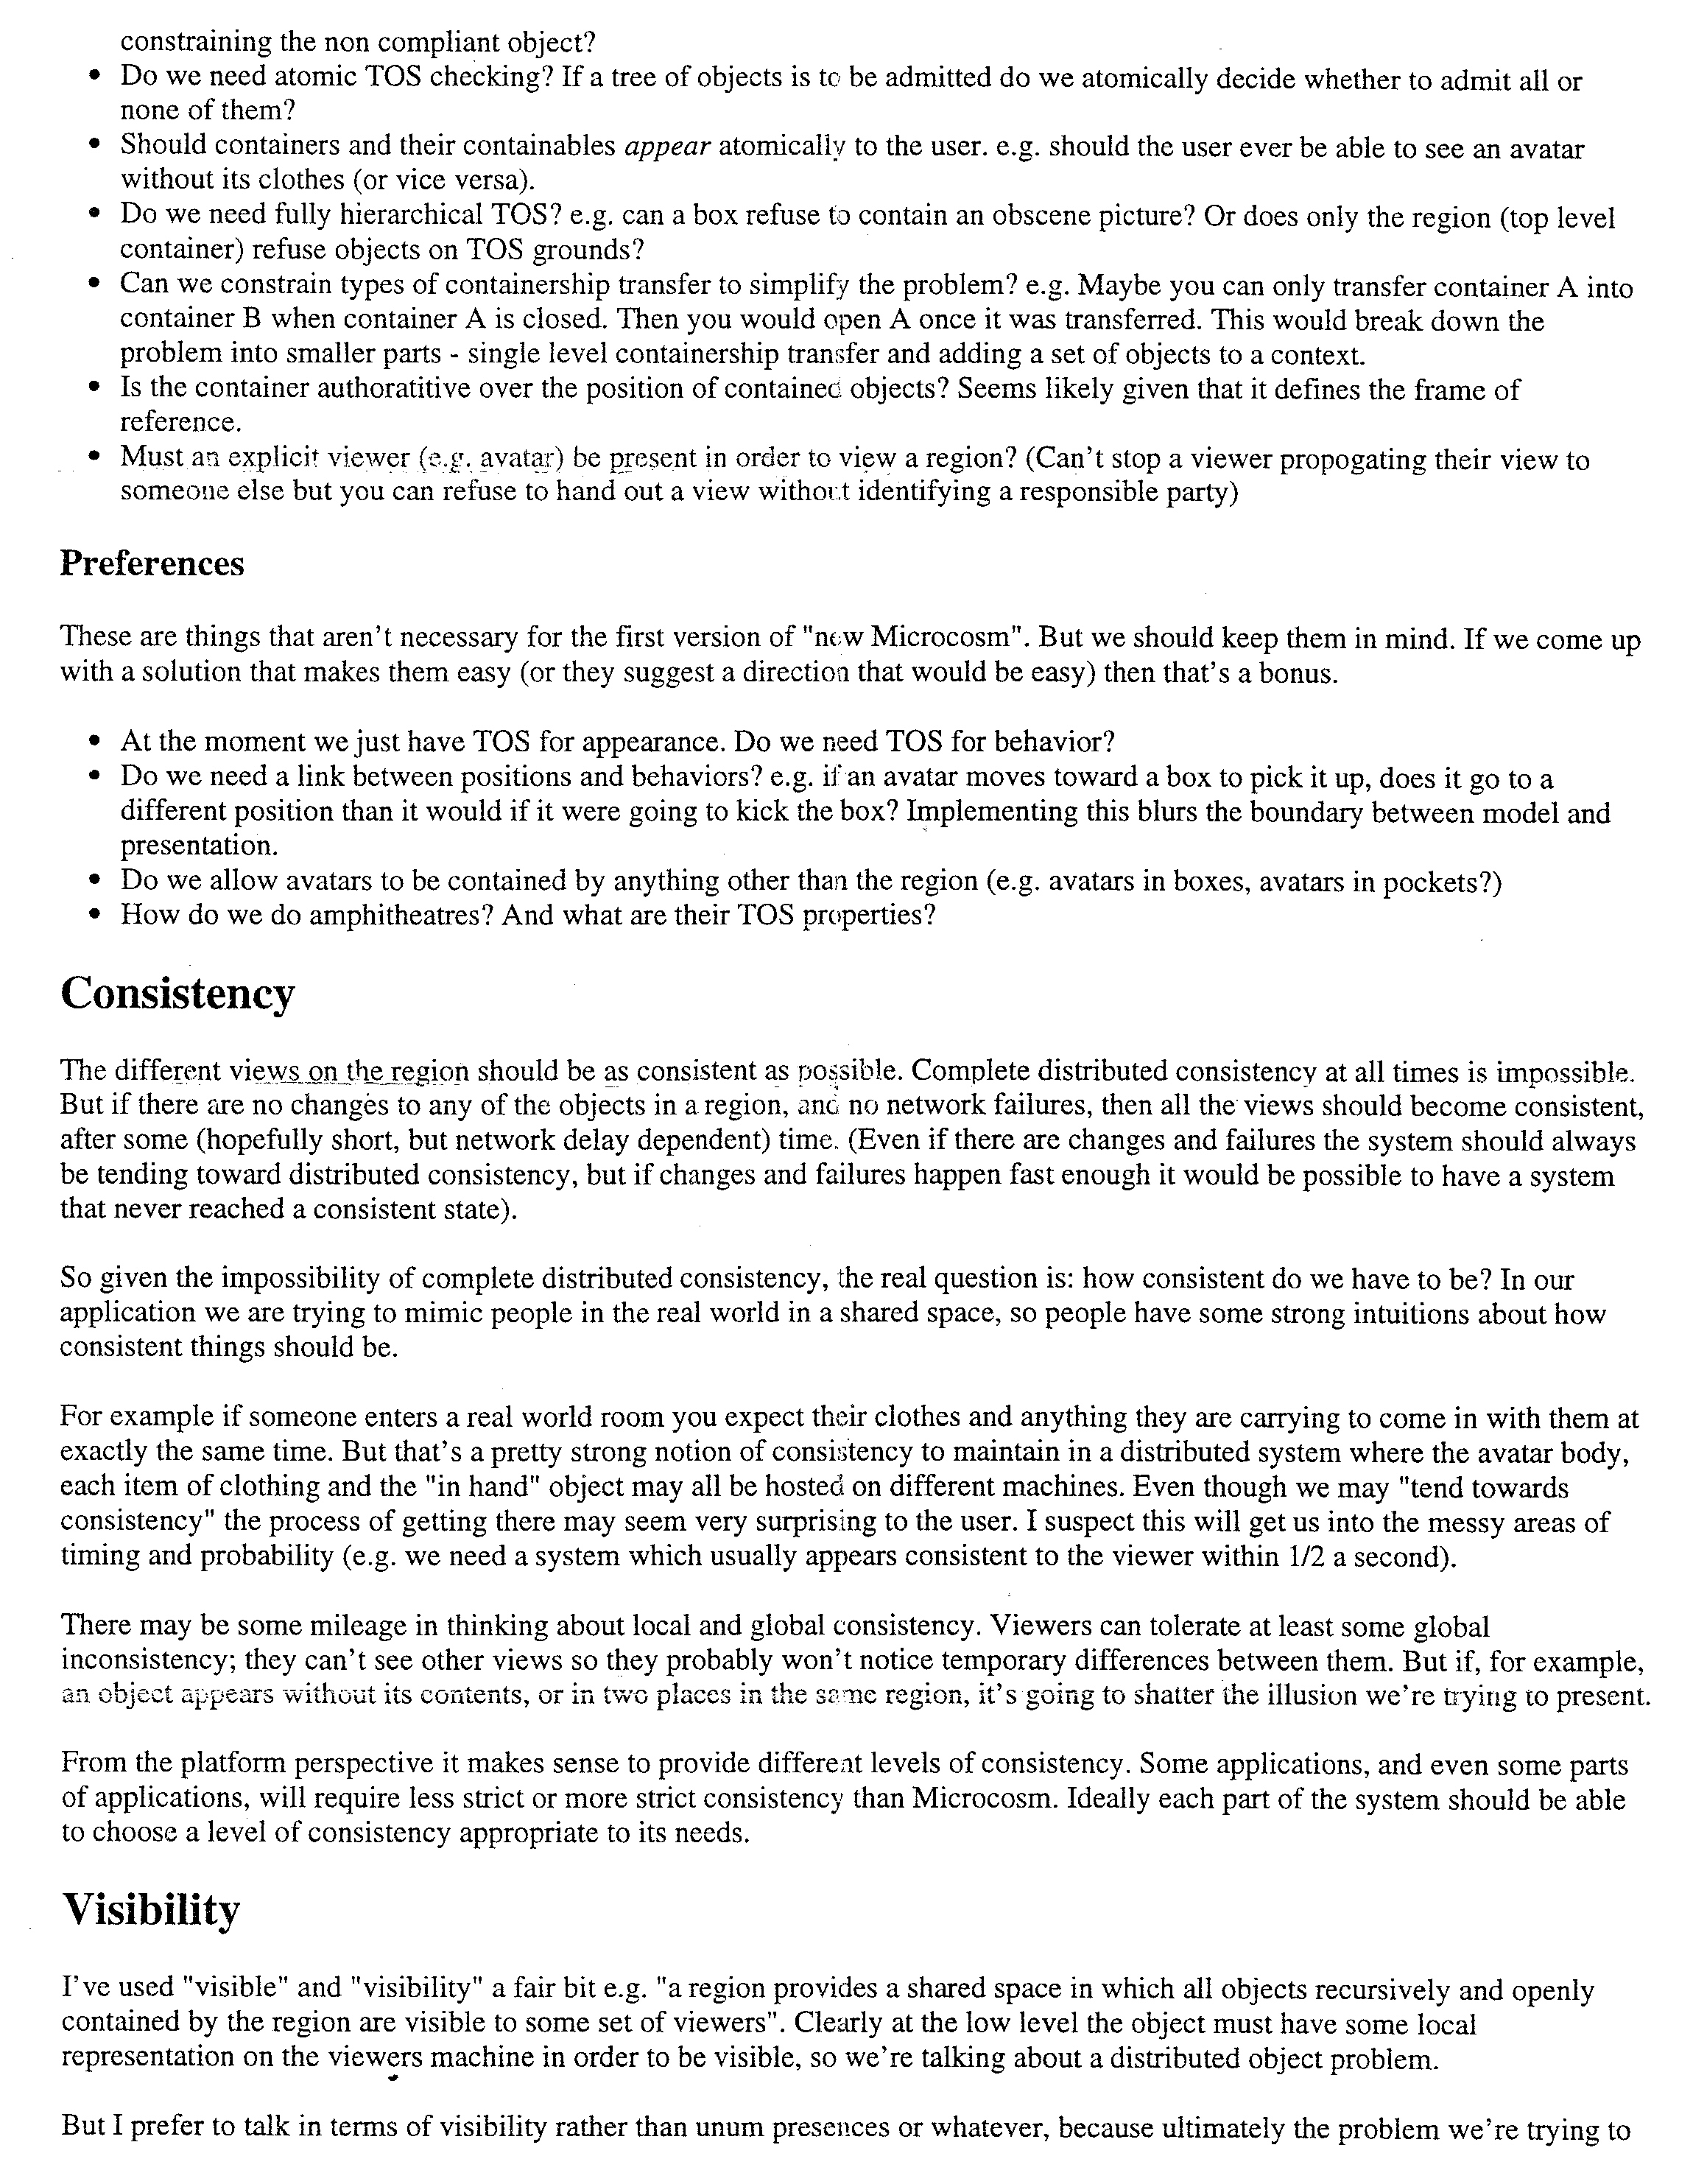 constraining the non compliant object?
• Do we need atomic TOS checking? If a tree of objects is to be admitted do we atomically decide whether to admit all or
none of them?
• Should containers and their containables appear atomically to the user. e.g. should the user ever be able to see an avatar
without its clothes (or vice versa).
• Do we need fully hierarchical TOS? e.g. can a box refuse to contain an obscene picture? Or does only the region (top level
container) refuse objects on TOS grounds?
• Can we constrain types of containership transfer to simplify the problem? e.g. Maybe you can only transfer container A into
container B when container A is closed. Then you would open A once it was transferred. This would break down the
problem into smaller parts - single level containership transfer and adding a set of objects to a context.
• Is the container authoratitive over the position of contained objects? Seems likely given that it defines the frame of
reference.
• Must an explicit viewer (e.g. avatar) be present in order to view a region? (Can't stop a viewer propogating their view to
someone else but you can refuse to hand out a view without identifying a responsible party)
Preferences
These are things that aren't necessary for the first version of "new Microcosm". But we should keep them in mind. If we come up
with a solution that makes them easy (or they suggest a direction that would be easy) then that's a bonus.
• At the moment we just have TOS for appearance. Do we need TOS for behavior?
• Do we need a link between positions and behaviors? e.g. if an avatar moves toward a box to pick it up, does it go to a
different position than it would if it were going to kick the box? Implementing this blurs the boundary between model and
presentation.
• Do we allow avatars to be contained by anything other than the region (e.g. avatars in boxes, avatars in pockets?)
• How do we do amphitheatres? And what are their TOS properties?
Consistency
The different views on the region should be as consistent as possible. Complete distributed consistency at all times is impossible.
But if there are no changes to any of the objects in a region, and no network failures, then all the views should become consistent,
after some (hopefully short, but network delay dependent) time. (Even if there are changes and failures the system should always
be tending toward distributed consistency, but if changes and failures happen fast enough it would be possible to have a system
that never reached a consistent state).
So given the impossibility of complete distributed consistency, the real question is: how consistent do we have to be? In our
application we are trying to mimic people in the real world in a shared space, so people have some strong intuitions about how
consistent things should be.
For example if someone enters a real world room you expect their clothes and anything they are carrying to come in with them at
exactly the same time. But that's a pretty strong notion of consistency to maintain in a distributed system where the avatar body,
each item of clothing and the "in hand" object may all be hosted on different machines. Even though we may "tend towards
consistency" the process of getting there may seem very surprising to the user. I suspect this will get us into the messy areas of
timing and probability (e.g. we need a system which usually appears consistent to the viewer within 1/2 a second).
There may be some mileage in thinking about local and global consistency. Viewers can tolerate at least some global
inconsistency; they can't see other views so they probably won't notice temporary differences between them. But if, for example,
an object appears without its contents, or in two places in the same region, it's going to shatter the illusion we're trying to present.
From the platform perspective it makes sense to provide different levels of consistency. Some applications, and even some parts
of applications, will require less strict or more strict consistency than Microcosm. Ideally each part of the system should be able
to choose a level of consistency appropriate to its needs.
Visibility
I've used "visible" and "visibility" a fair bit e.g. "a region provides a shared space in which all objects recursively and openly
contained by the region are visible to some set of viewers". Clearly at the low level the object must have some local
representation on the viewers machine in order to be visible, so we're talking about a distributed object problem.
But I prefer to talk in terms of visibility rather than unum presences or whatever, because ultimately the problem we're trying to